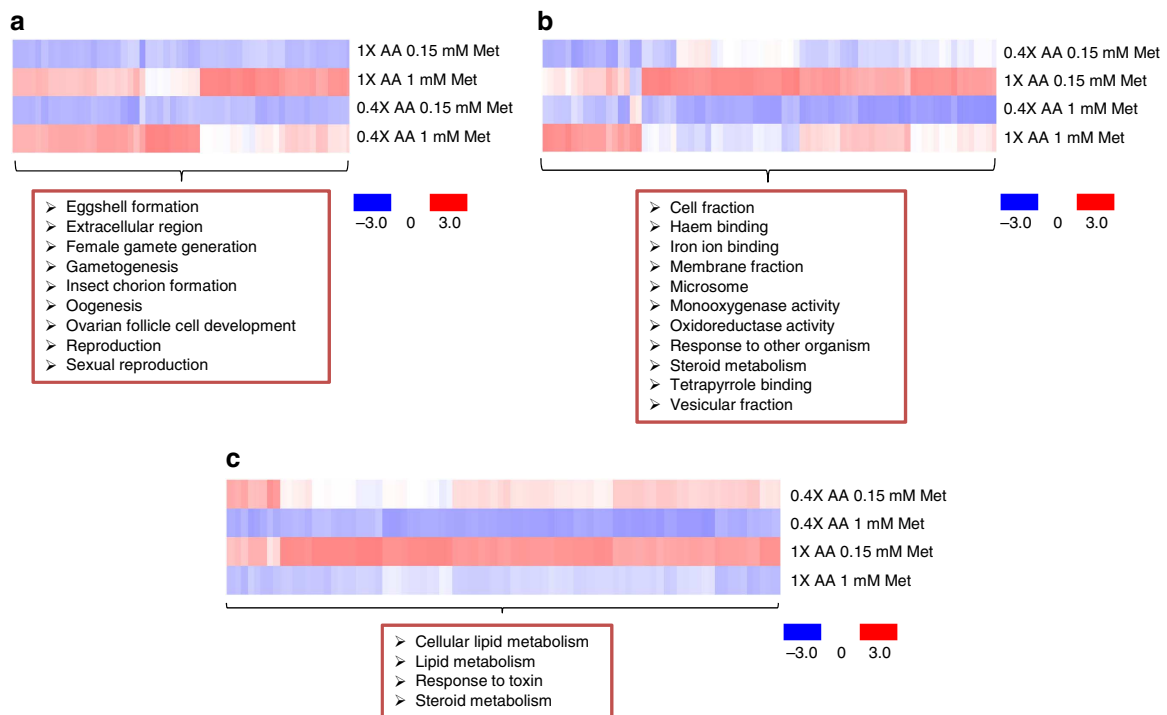 a
1X AA 0.15 mM Met
1X AA 1 mM Met
0.4X AA 0.15 mM Met
0.4X AA 1 mM Met
➢ Eggshell formation
➢ Extracellular region
➢ Female gamete generation
➢ Gametogenesis
➢ Insect chorion formation
➢ Oogenesis
➢ Ovarian follicle cell development
➢ Reproduction
➢ Sexual reproduction
–3.0 0 3.0
b
0.4X AA 0.15 mM Met
1X AA 0.15 mM Met
0.4X AA 1 mM Met
1X AA 1 mM Met
➢ Cell fraction
➢ Haem binding
➢ Iron ion binding
➢ Membrane fraction
➢ Microsome
➢ Monooxygenase activity
➢ Oxidoreductase activity
➢ Response to other organism
➢ Steroid metabolism
➢ Tetrapyrrole binding
➢ Vesicular fraction
–3.0 0 3.0
c
0.4X AA 0.15 mM Met
0.4X AA 1 mM Met
1X AA 0.15 mM Met
1X AA 1 mM Met
➢ Cellular lipid metabolism
➢ Lipid metabolism
➢ Response to toxin
➢ Steroid metabolism
–3.0 0 3.0